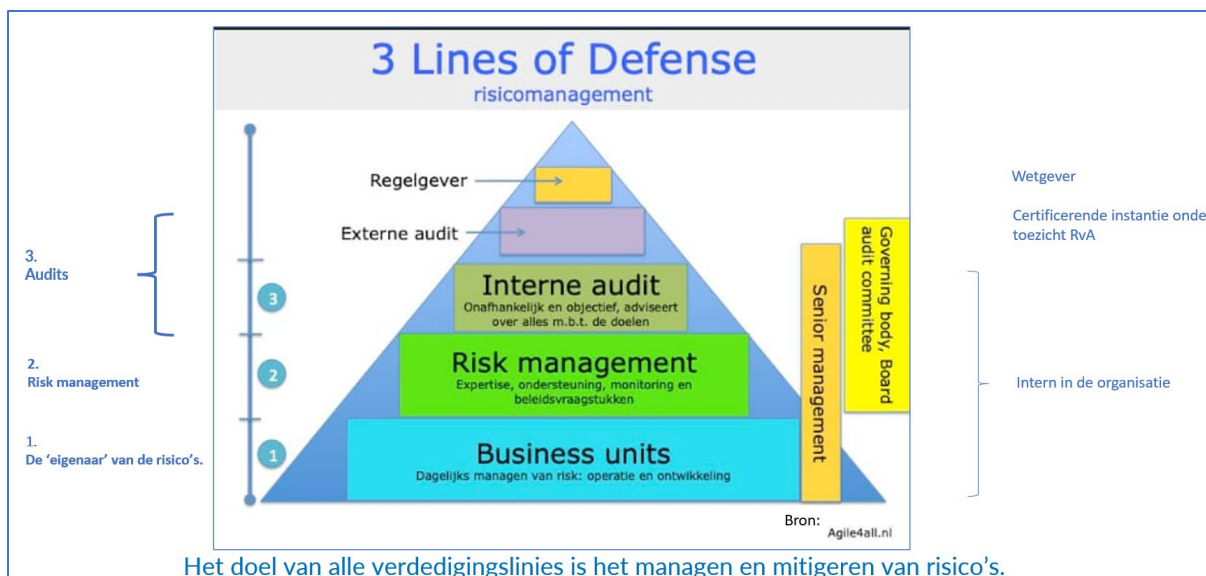 3 Lines of Defense
risicomanagement
Regelgever
Externe audit
Interne audit
Onafhankelijk en objectief, adviseert
over alles m.b.t. de doelen
Risk management
Expertise, ondersteuning, monitoring en
beleidsvraagstukken
Business units
Dagelijks managen van risk: operatie en ontwikkeling
3
2
1
Senior management
Governing body, Board
audit committee
Bron:
Agile4all.nl
3.
Audits
2.
Risk management
1.
De ‘eigenaar’ van de risico’s.
Wetgever
Certificerende instantie onde
toezicht RvA
Intern in de organisatie
Het doel van alle verdedigingslinies is het managen en mitigeren van risico’s.